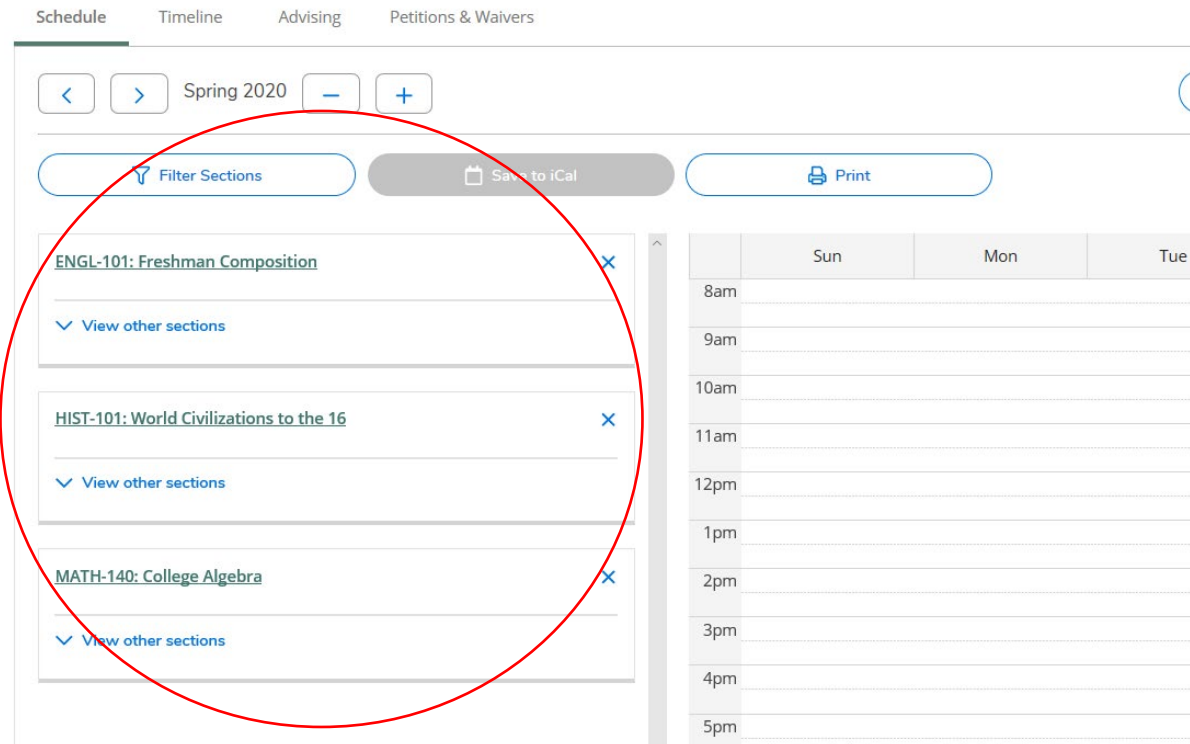 Schedule Timeline Advising Petitions & Waivers
Spring 2020
Filter Sections Save to iCal Print
ENGL-101: Freshman Composition
View other sections
HIST-101: World Civilizations to the 16
View other sections
MATH-140: College Algebra
View other sections
Sun Mon Tue
8am
9am
10am
11am
12pm
1pm
2pm
3pm
4pm
5pm